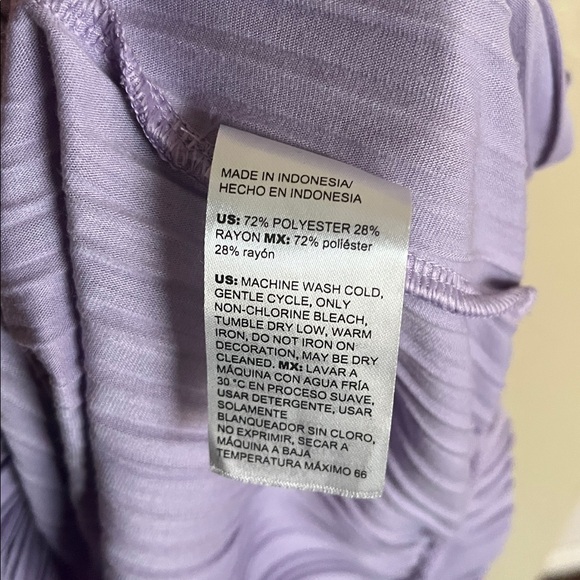 MADE IN INDONESIA/
HECHO EN INDONESIA
US: 72% POLYESTER 28%
RAYON MX: 72% poliéster
28% rayón
US: MACHINE WASH COLD,
GENTLE CYCLE, ONLY
NON-CHLORINE BLEACH,
TUMBLE DRY LOW, WARM
IRON, DO NOT IRON ON
DECORATION, MAY BE DRY
CLEANED. MX: LAVAR A
MÁQUINA CON AGUA FRÍA
30 °C EN PROCESO SUAVE,
USAR DETERGENTE, USAR
SOLAMENTE
BLANQUEADOR SIN CLORO,
NO EXPRIMIR, SECAR A
MÁQUINA A BAJA
TEMPERATURA MÁXIMO 66